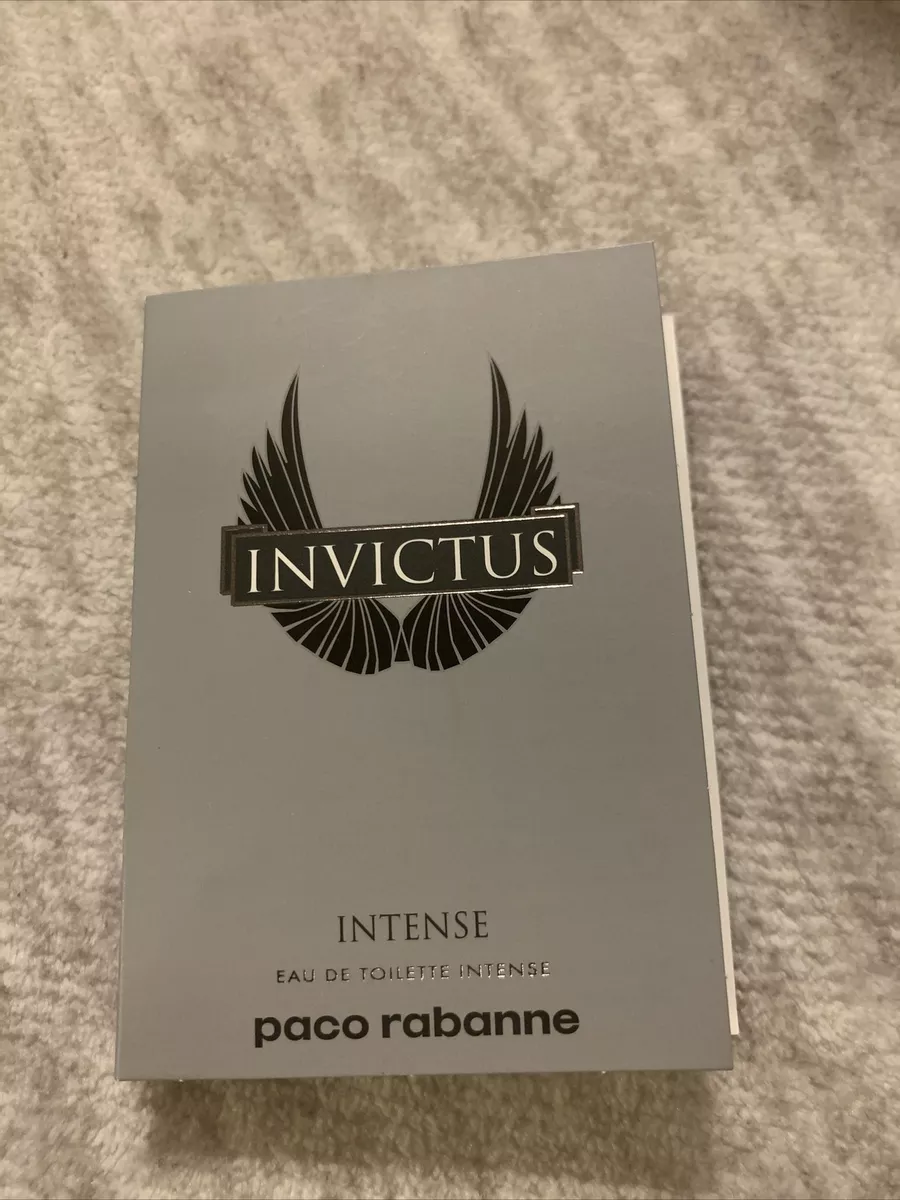 INVICTUS
INTENSE
EAU DE TOILETTE INTENSE
paco rabanne